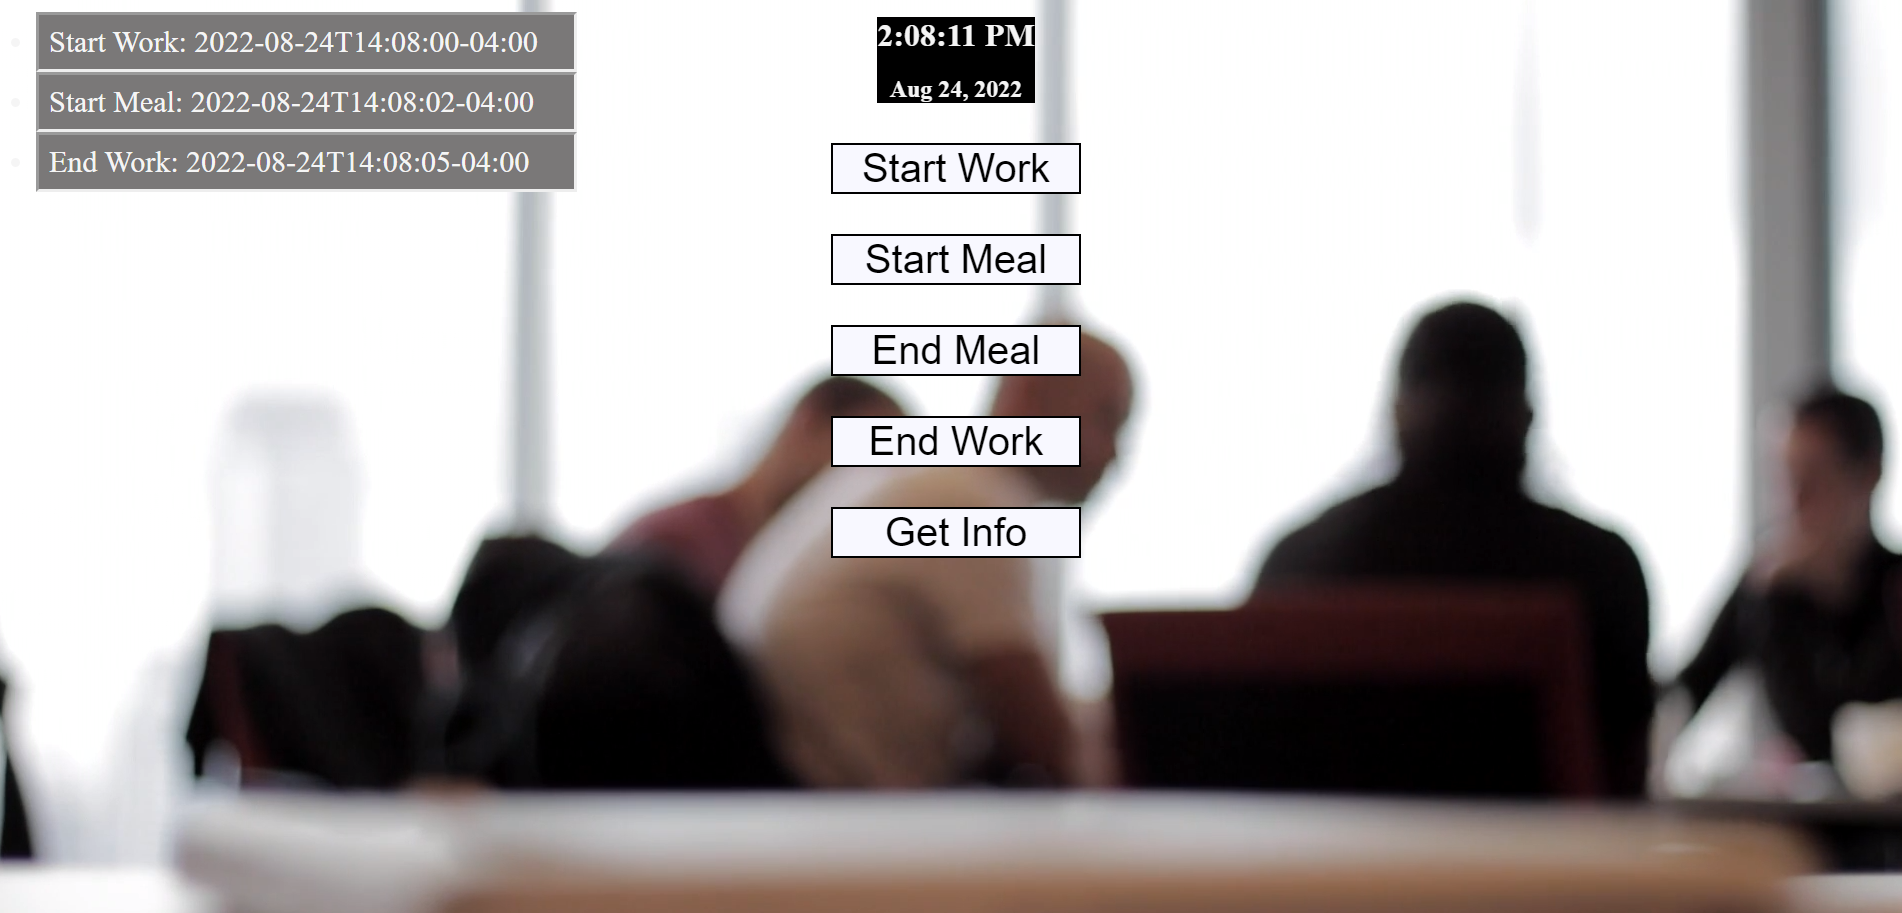 Start Work: 2022-08-24T14:08:00-04:00
Start Meal: 2022-08-24T14:08:02-04:00
End Work: 2022-08-24T14:08:05-04:00
2:08:11 PM
Aug 24, 2022
Start Work
Start Meal
End Meal
End Work
Get Info